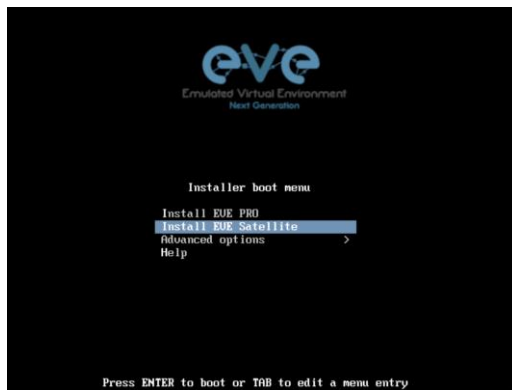 eve
Emulated Virtual Environment
Next Generation
Installer boot menu
Install EVE PRO
Install EVE Satellite
Advanced options >
Help
Press ENTER to boot or TAB to edit a menu entry